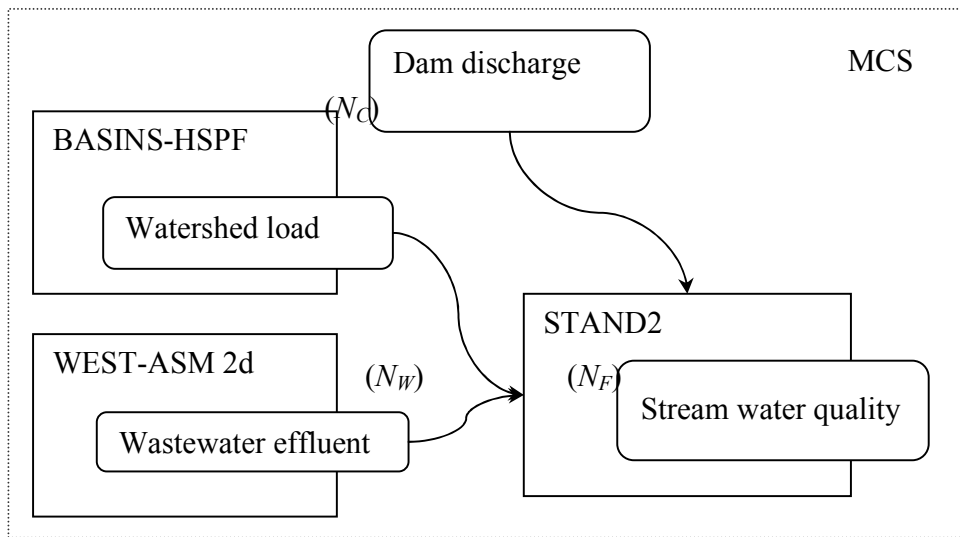 Dam discharge
MCS
(N_C)
BASINS-HSPF
Watershed load
STAND2
WEST-ASM 2d
(N_W)
(N_F)
Stream water quality
Wastewater effluent